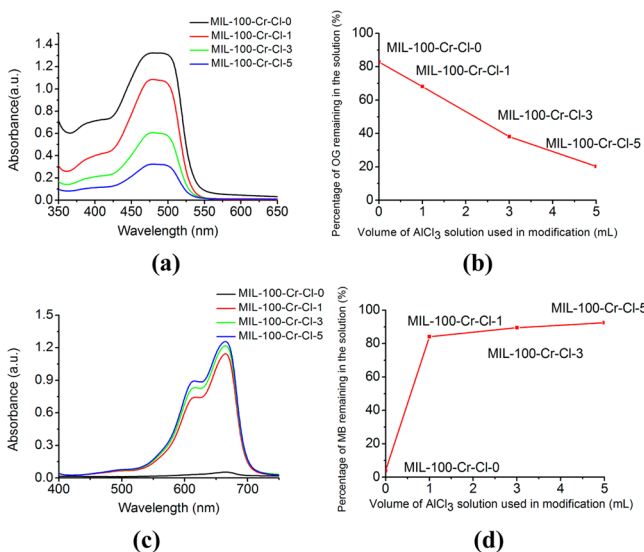 MIL-100-Cr-Cl-0
MIL-100-Cr-Cl-1
MIL-100-Cr-Cl-3
MIL-100-Cr-Cl-5
Absorbance(a.u.)
1.4
1.2
1.0
0.8
0.6
0.4
0.2
0.0
350 400 450 500 550 600 650
Wavelength (nm)
(a)
Percentage of OG remaining in the solution (%)
100
80
60
40
20
0
MIL-100-Cr-Cl-0
MIL-100-Cr-Cl-1
MIL-100-Cr-Cl-3
MIL-100-Cr-Cl-5
0 1 2 3 4 5
Volume of AlCl3 solution used in modification (mL)
(b)
MIL-100-Cr-Cl-0
MIL-100-Cr-Cl-1
MIL-100-Cr-Cl-3
MIL-100-Cr-Cl-5
Absorbance (a.u.)
1.5
1.2
0.9
0.6
0.3
0.0
400 500 600 700
Wavelength (nm)
(c)
Percentage of MB remaining in the solution (%)
100
80
60
40
20
0
MIL-100-Cr-Cl-5
MIL-100-Cr-Cl-1
MIL-100-Cr-Cl-3
MIL-100-Cr-Cl-0
0 1 2 3 4 5
Volume of AlCl3 solution used in modification (mL)
(d)